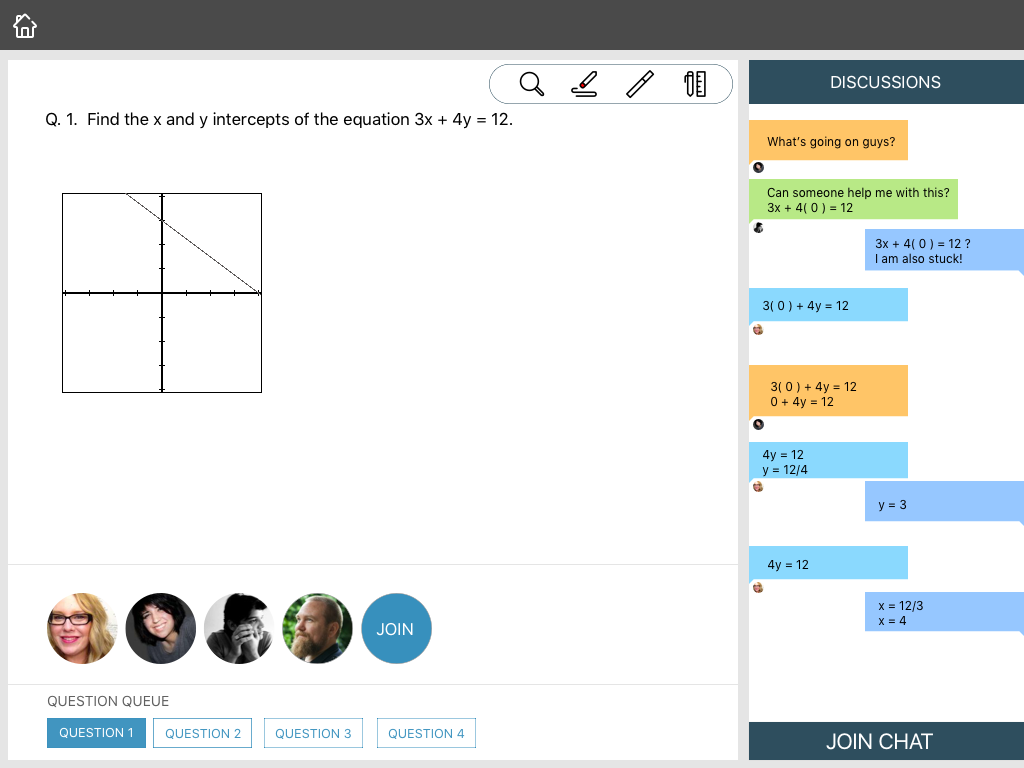 Q. 1. Find the x and y intercepts of the equation 3x + 4y = 12.
JOIN
QUESTION QUEUE
QUESTION 1
QUESTION 2
QUESTION 3
QUESTION 4
DISCUSSIONS
What's going on guys?
Can someone help me with this?
3x + 4( 0 ) = 12
3x + 4( 0 ) = 12 ?
I am also stuck!
3( 0 ) + 4y = 12
3( 0 ) + 4y = 12
0 + 4y = 12
4y = 12
y = 12/4
y = 3
4y = 12
x = 12/3
x = 4
JOIN CHAT